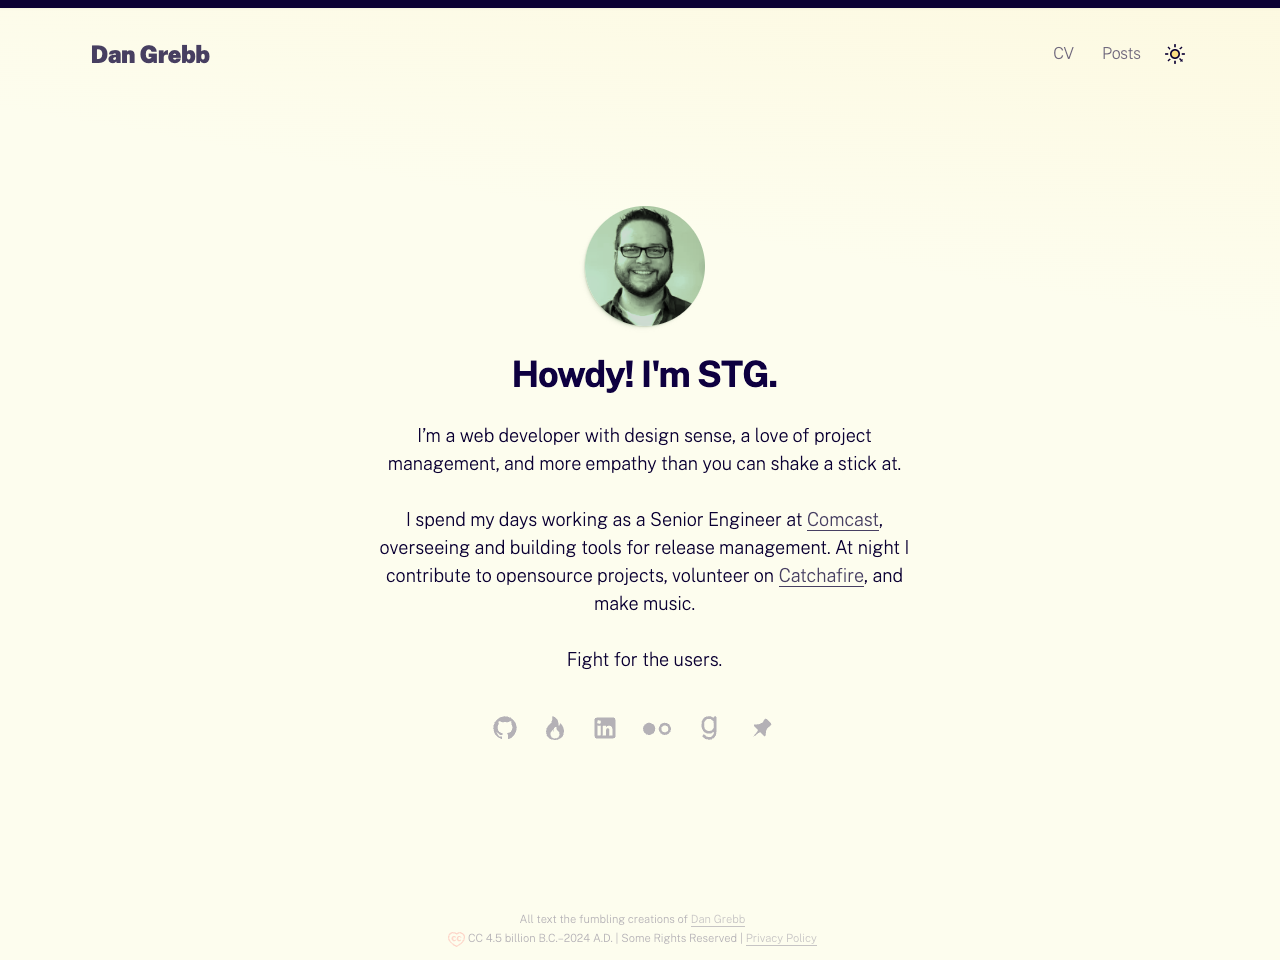 Dan Grebb
CV
Posts
Howdy! I'm STG.
I’m a web developer with design sense, a love of project
management, and more empathy than you can shake a stick at.
I spend my days working as a Senior Engineer at Comcast,
overseeing and building tools for release management. At night I
contribute to opensource projects, volunteer on Catchafire, and
make music.
Fight for the users.
All text the fumbling creations of Dan Grebb
CC 4.5 billion B.C.–2024 A.D. | Some Rights Reserved | Privacy Policy